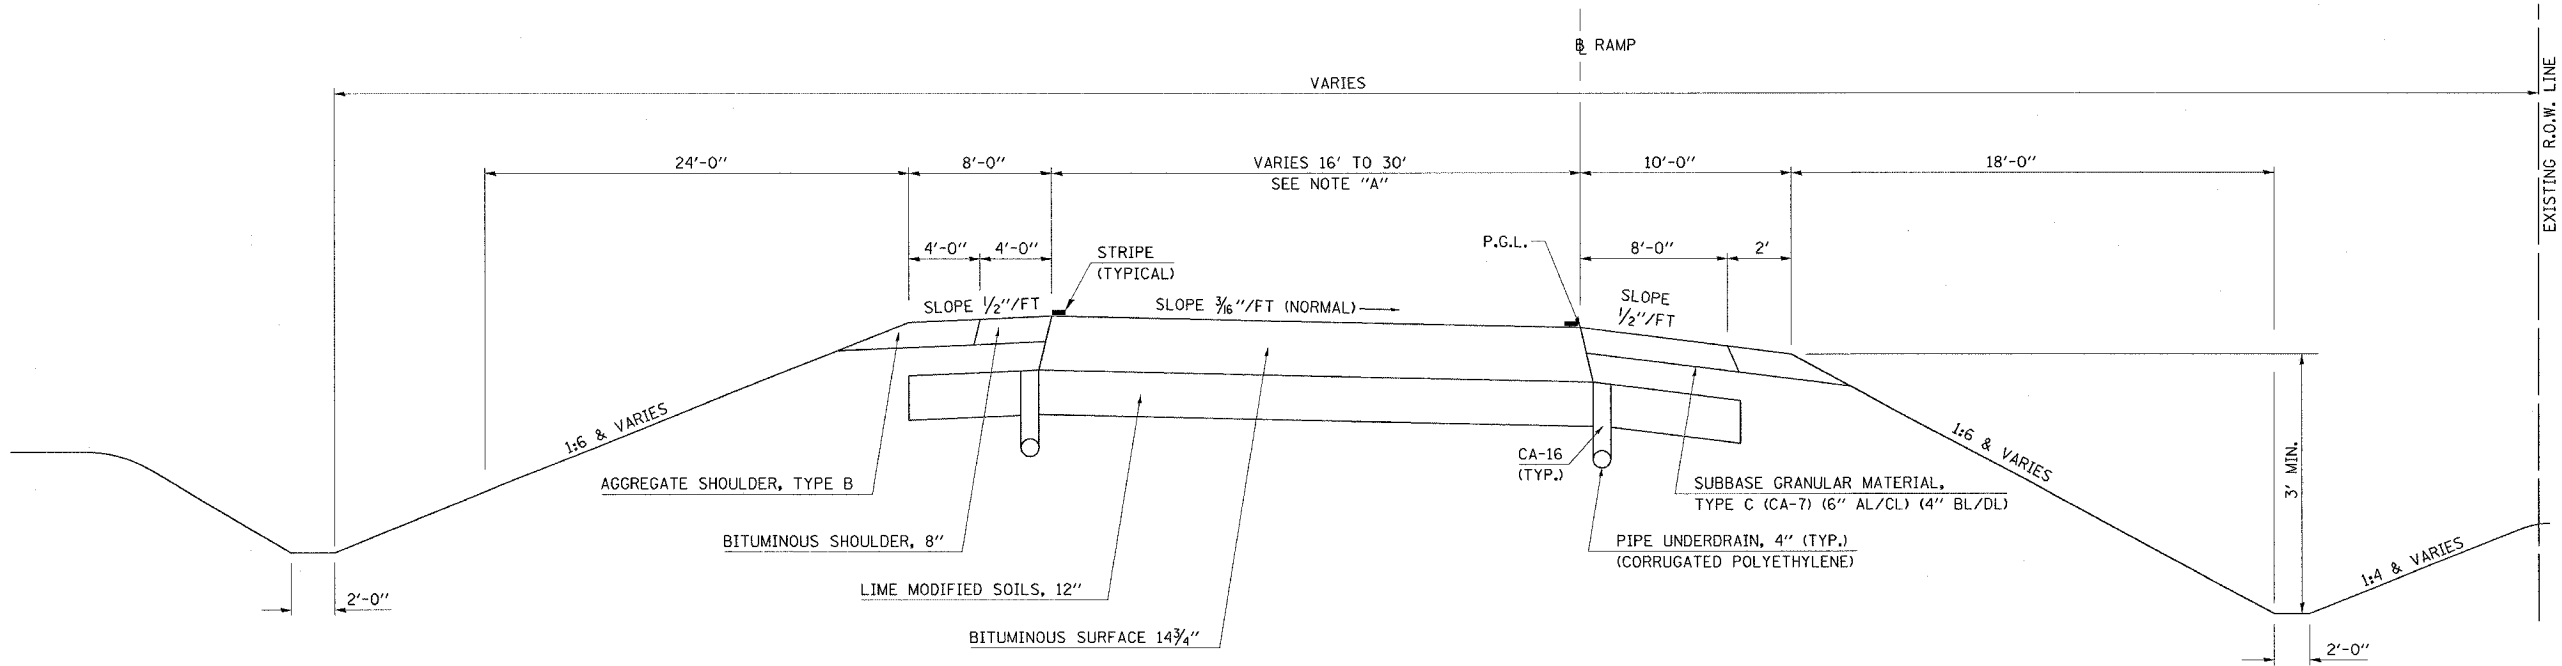 ℄ RAMP
VARIES
EXISTING R.O.W. LINE
24'-0"
8'-0"
VARIES 16' TO 30'
SEE NOTE "A"
10'-0"
18'-0"
4'-0"
4'-0"
STRIPE
(TYPICAL)
P.G.L.
8'-0"
2'
SLOPE 1/2"/FT
SLOPE 3/16"/FT (NORMAL)
SLOPE
1/2"/FT
1:6 & VARIES
1:6 & VARIES
3' MIN.
CA-16
(TYP.)
AGGREGATE SHOULDER, TYPE B
SUBBASE GRANULAR MATERIAL,
TYPE C (CA-7) (6" AL/CL) (4" BL/DL)
BITUMINOUS SHOULDER, 8"
PIPE UNDERDRAIN, 4" (TYP.)
(CORRUGATED POLYETHYLENE)
1:4 & VARIES
LIME MODIFIED SOILS, 12"
2'-0"
BITUMINOUS SURFACE 14 3/4"
2'-0"